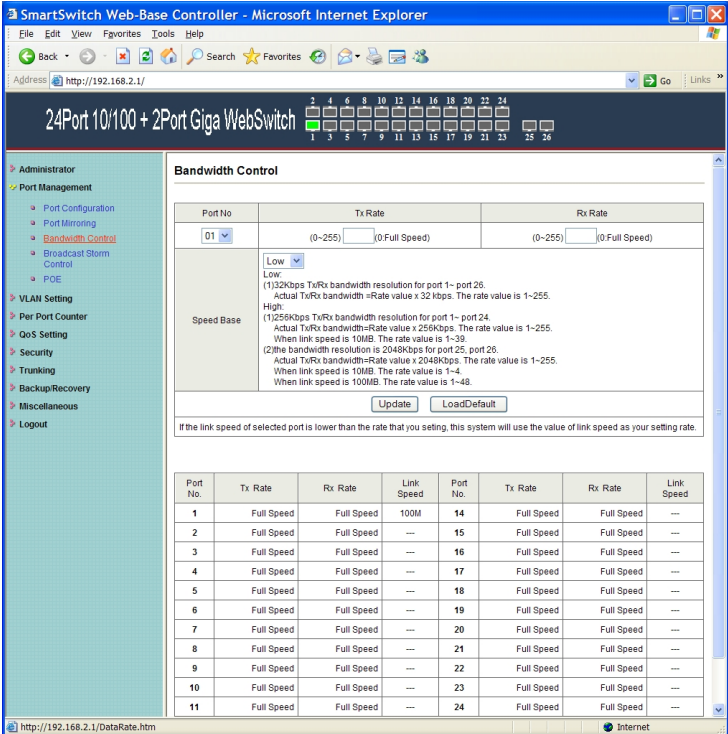 SmartSwitch Web-Base Controller - Microsoft Internet Explorer
File Edit View Favorites Tools Help
Back Search Favorites
Address http://192.168.2.1/ Go Links »
24Port 10/100 + 2Port Giga WebSwitch
2 4 6 8 10 12 14 16 18 20 22 24
1 3 5 7 9 11 13 15 17 19 21 23 25 26
Administrator
Port Management
Port Configuration
Port Mirroring
Bandwidth Control
Broadcast Storm
Control
POE
VLAN Setting
Per Port Counter
QoS Setting
Security
Trunking
Backup/Recovery
Miscellaneous
Logout
Bandwidth Control
Port No Tx Rate Rx Rate
01 (0~255) (0:Full Speed) (0~255) (0:Full Speed)
Speed Base
Low
Low:
(1)32Kbps Tx/Rx bandwidth resolution for port 1~ port 26.
Actual Tx/Rx bandwidth =Rate value x 32 kbps. The rate value is 1~255.
High:
(1)256Kbps Tx/Rx bandwidth resolution for port 1~ port 24.
Actual Tx/Rx bandwidth=Rate value x 256Kbps. The rate value is 1~255.
When link speed is 10MB. The rate value is 1~39.
(2)the bandwidth resolution is 2048Kbps for port 25, port 26.
Actual Tx/Rx bandwidth=Rate value x 2048Kbps. The rate value is 1~255.
When link speed is 10MB. The rate value is 1~4.
When link speed is 100MB. The rate value is 1~48.
Update LoadDefault
If the link speed of selected port is lower than the rate that you seting, this system will use the value of link speed as your setting rate.
Port No. Tx Rate Rx Rate Link Speed Port No. Tx Rate Rx Rate Link Speed
1 Full Speed Full Speed 100M 14 Full Speed Full Speed ---
2 Full Speed Full Speed --- 15 Full Speed Full Speed ---
3 Full Speed Full Speed --- 16 Full Speed Full Speed ---
4 Full Speed Full Speed --- 17 Full Speed Full Speed ---
5 Full Speed Full Speed --- 18 Full Speed Full Speed ---
6 Full Speed Full Speed --- 19 Full Speed Full Speed ---
7 Full Speed Full Speed --- 20 Full Speed Full Speed ---
8 Full Speed Full Speed --- 21 Full Speed Full Speed ---
9 Full Speed Full Speed --- 22 Full Speed Full Speed ---
10 Full Speed Full Speed --- 23 Full Speed Full Speed ---
11 Full Speed Full Speed --- 24 Full Speed Full Speed ---
http://192.168.2.1/DataRate.htm Internet